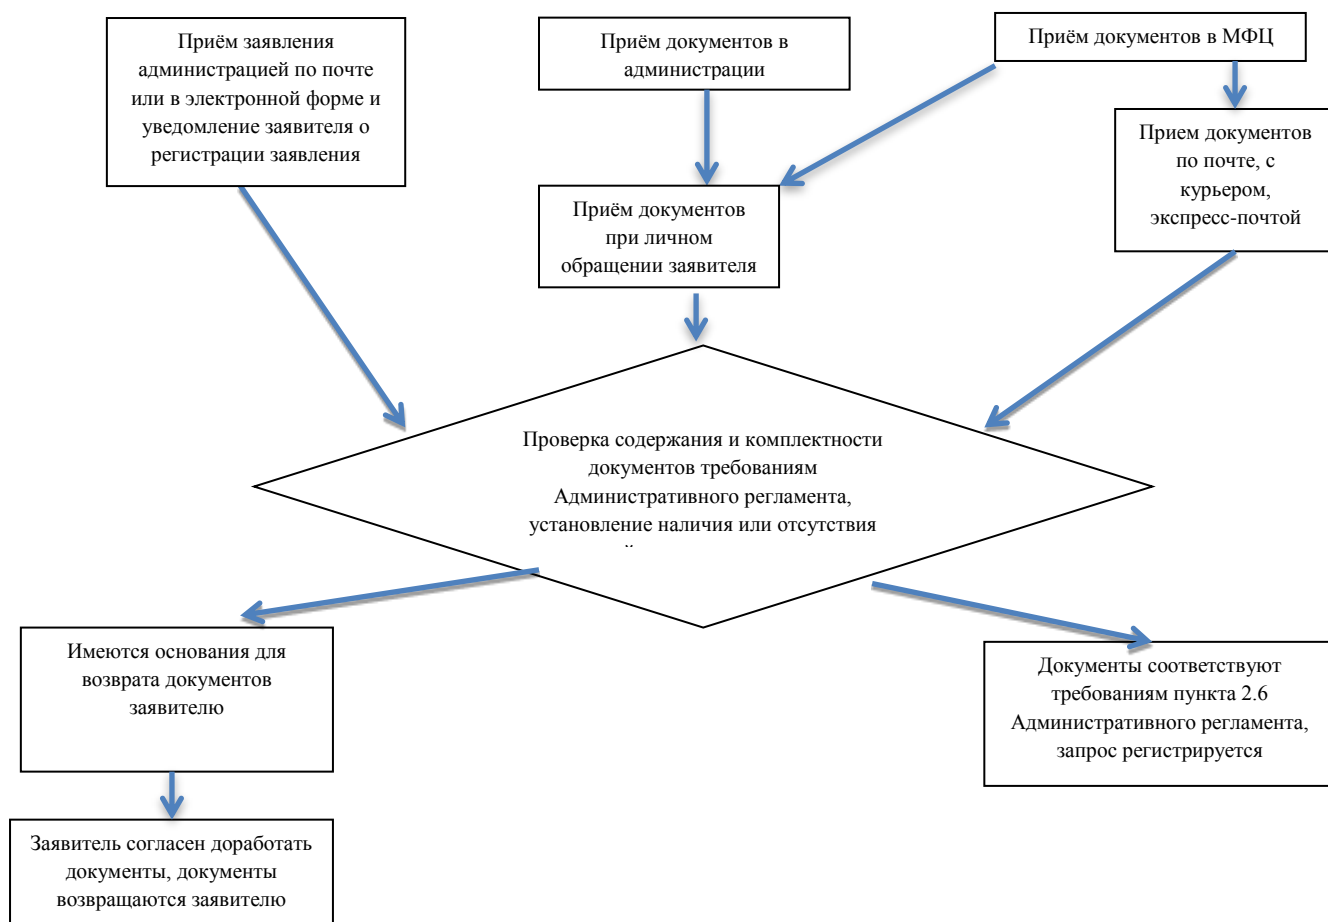 Приём заявления
администрацией по почте
или в электронной форме и
уведомление заявителя о
регистрации заявления
Приём документов в
администрации
Приём документов в МФЦ
Прием документов
по почте, с
курьером,
экспресс-почтой
Приём документов
при личном
обращении заявителя
Проверка содержания и комплектности
документов требованиям
Административного регламента,
установление наличия или отсутствия
Имеются основания для
возврата документов
заявителю
Документы соответствуют
требованиям пункта 2.6
Административного регламента,
запрос регистрируется
Заявитель согласен доработать
документы, документы
возвращаются заявителю